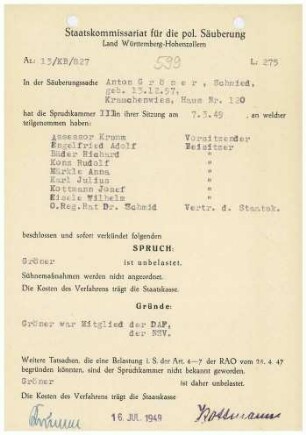 Staatskommissariat für die pol. Säuberung
Land Württemberg-Hohenzollern
Az.: 13/KB/827
599
L: 275
In der Säuberungssache Anton Gröner, Schmied,
geb. 13.12.97,
Krauchenwies, Haus Nr. 120
hat die Spruchkammer III in ihrer Sitzung am 7.3.49, an welcher
teilgenommen haben:
Assessor Krumm Vorsitzender
Engelfried Adolf Beisitzer
Bäder Richard "
Kons Rudolf "
Märkle Anna "
Karl Julius "
Kottmann Josef "
Eisele Wilhelm "
O.Reg.Rat Dr. Schmid Vertr. d. Staatsk.
beschlossen und sofort verkündet folgenden
SPRUCH:
Gröner ist unbelastet.
Sühnemaßnahmen werden nicht angeordnet.
Die Kosten des Verfahrens trägt die Staatskasse.
Gründe:
Gröner war Mitglied der DAF,
der NSV.
Weitere Tatsachen, die eine Belastung i. S. der Art. 4—7 der RAO vom 25. 4. 47
begründen könnten, sind der Spruchkammer nicht bekannt geworden.
Gröner ist daher unbelastet.
Die Kosten des Verfahrens trägt die Staatskasse
Krumm 16 JUL 1949 Kottmann